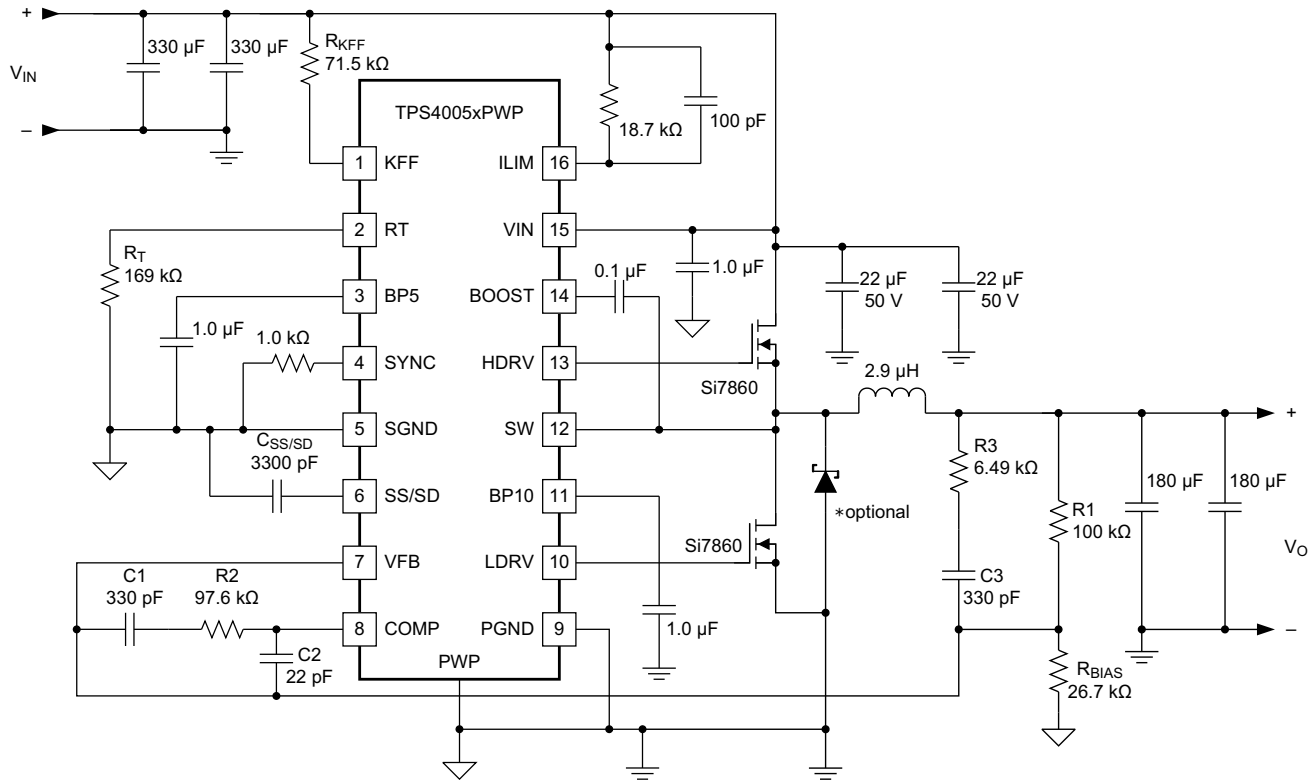 +
330 µF
330 µF
RKFF
71.5 kΩ
VIN
–
TPS4005xPWP
18.7 kΩ
100 pF
1
KFF
ILIM
16
2
RT
VIN
15
RT
169 kΩ
1.0 µF
22 µF
50 V
22 µF
50 V
0.1 µF
3
BP5
BOOST
14
1.0 µF
1.0 kΩ
4
SYNC
HDRV
13
Si7860
2.9 µH
+
5
SGND
SW
12
CSS/SD
3300 pF
R3
6.49 kΩ
6
SS/SD
BP10
11
*optional
R1
100 kΩ
180 µF
180 µF
Si7860
VO
7
VFB
LDRV
10
C1
330 pF
R2
97.6 kΩ
C3
330 pF
8
COMP
PGND
9
1.0 µF
–
C2
22 pF
PWP
RBIAS
26.7 kΩ